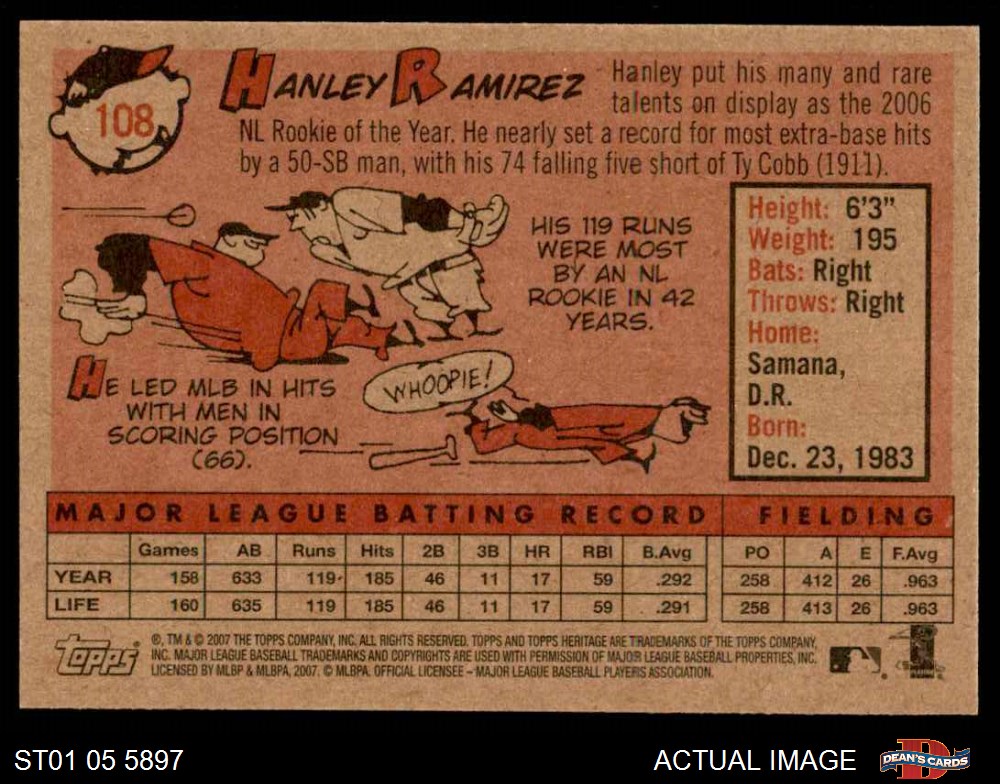 108
HANLEY RAMIREZ
Hanley put his many and rare
talents on display as the 2006
NL Rookie of the Year. He nearly set a record for most extra-base hits
by a 50-SB man, with his 74 falling five short of Ty Cobb (1911).
HIS 119 RUNS
WERE MOST
BY AN NL
ROOKIE IN 42
YEARS.
HE LED MLB IN HITS
WITH MEN IN
SCORING POSITION
(66).
WHOOPIE!
Height: 6'3"
Weight: 195
Bats: Right
Throws: Right
Home:
Samana,
D.R.
Born:
Dec. 23, 1983
MAJOR LEAGUE BATTING RECORD FIELDING
Games AB Runs Hits 2B 3B HR RBI B.Avg PO A E F.Avg
YEAR 158 633 119 185 46 11 17 59 .292 258 412 26 .963
LIFE 160 635 119 185 46 11 17 59 .291 258 413 26 .963
Topps
®, TM & © 2007 THE TOPPS COMPANY, INC. ALL RIGHTS RESERVED. TOPPS AND TOPPS HERITAGE ARE TRADEMARKS OF THE TOPPS COMPANY,
INC. MAJOR LEAGUE BASEBALL TRADEMARKS AND COPYRIGHTS ARE USED WITH PERMISSION OF MAJOR LEAGUE BASEBALL PROPERTIES, INC.
LICENSED BY MLBP & MLBPA, 2007. © MLBPA. OFFICIAL LICENSEE – MAJOR LEAGUE BASEBALL PLAYERS ASSOCIATION.
ST01 05 5897
ACTUAL IMAGE
DEAN'S CARDS